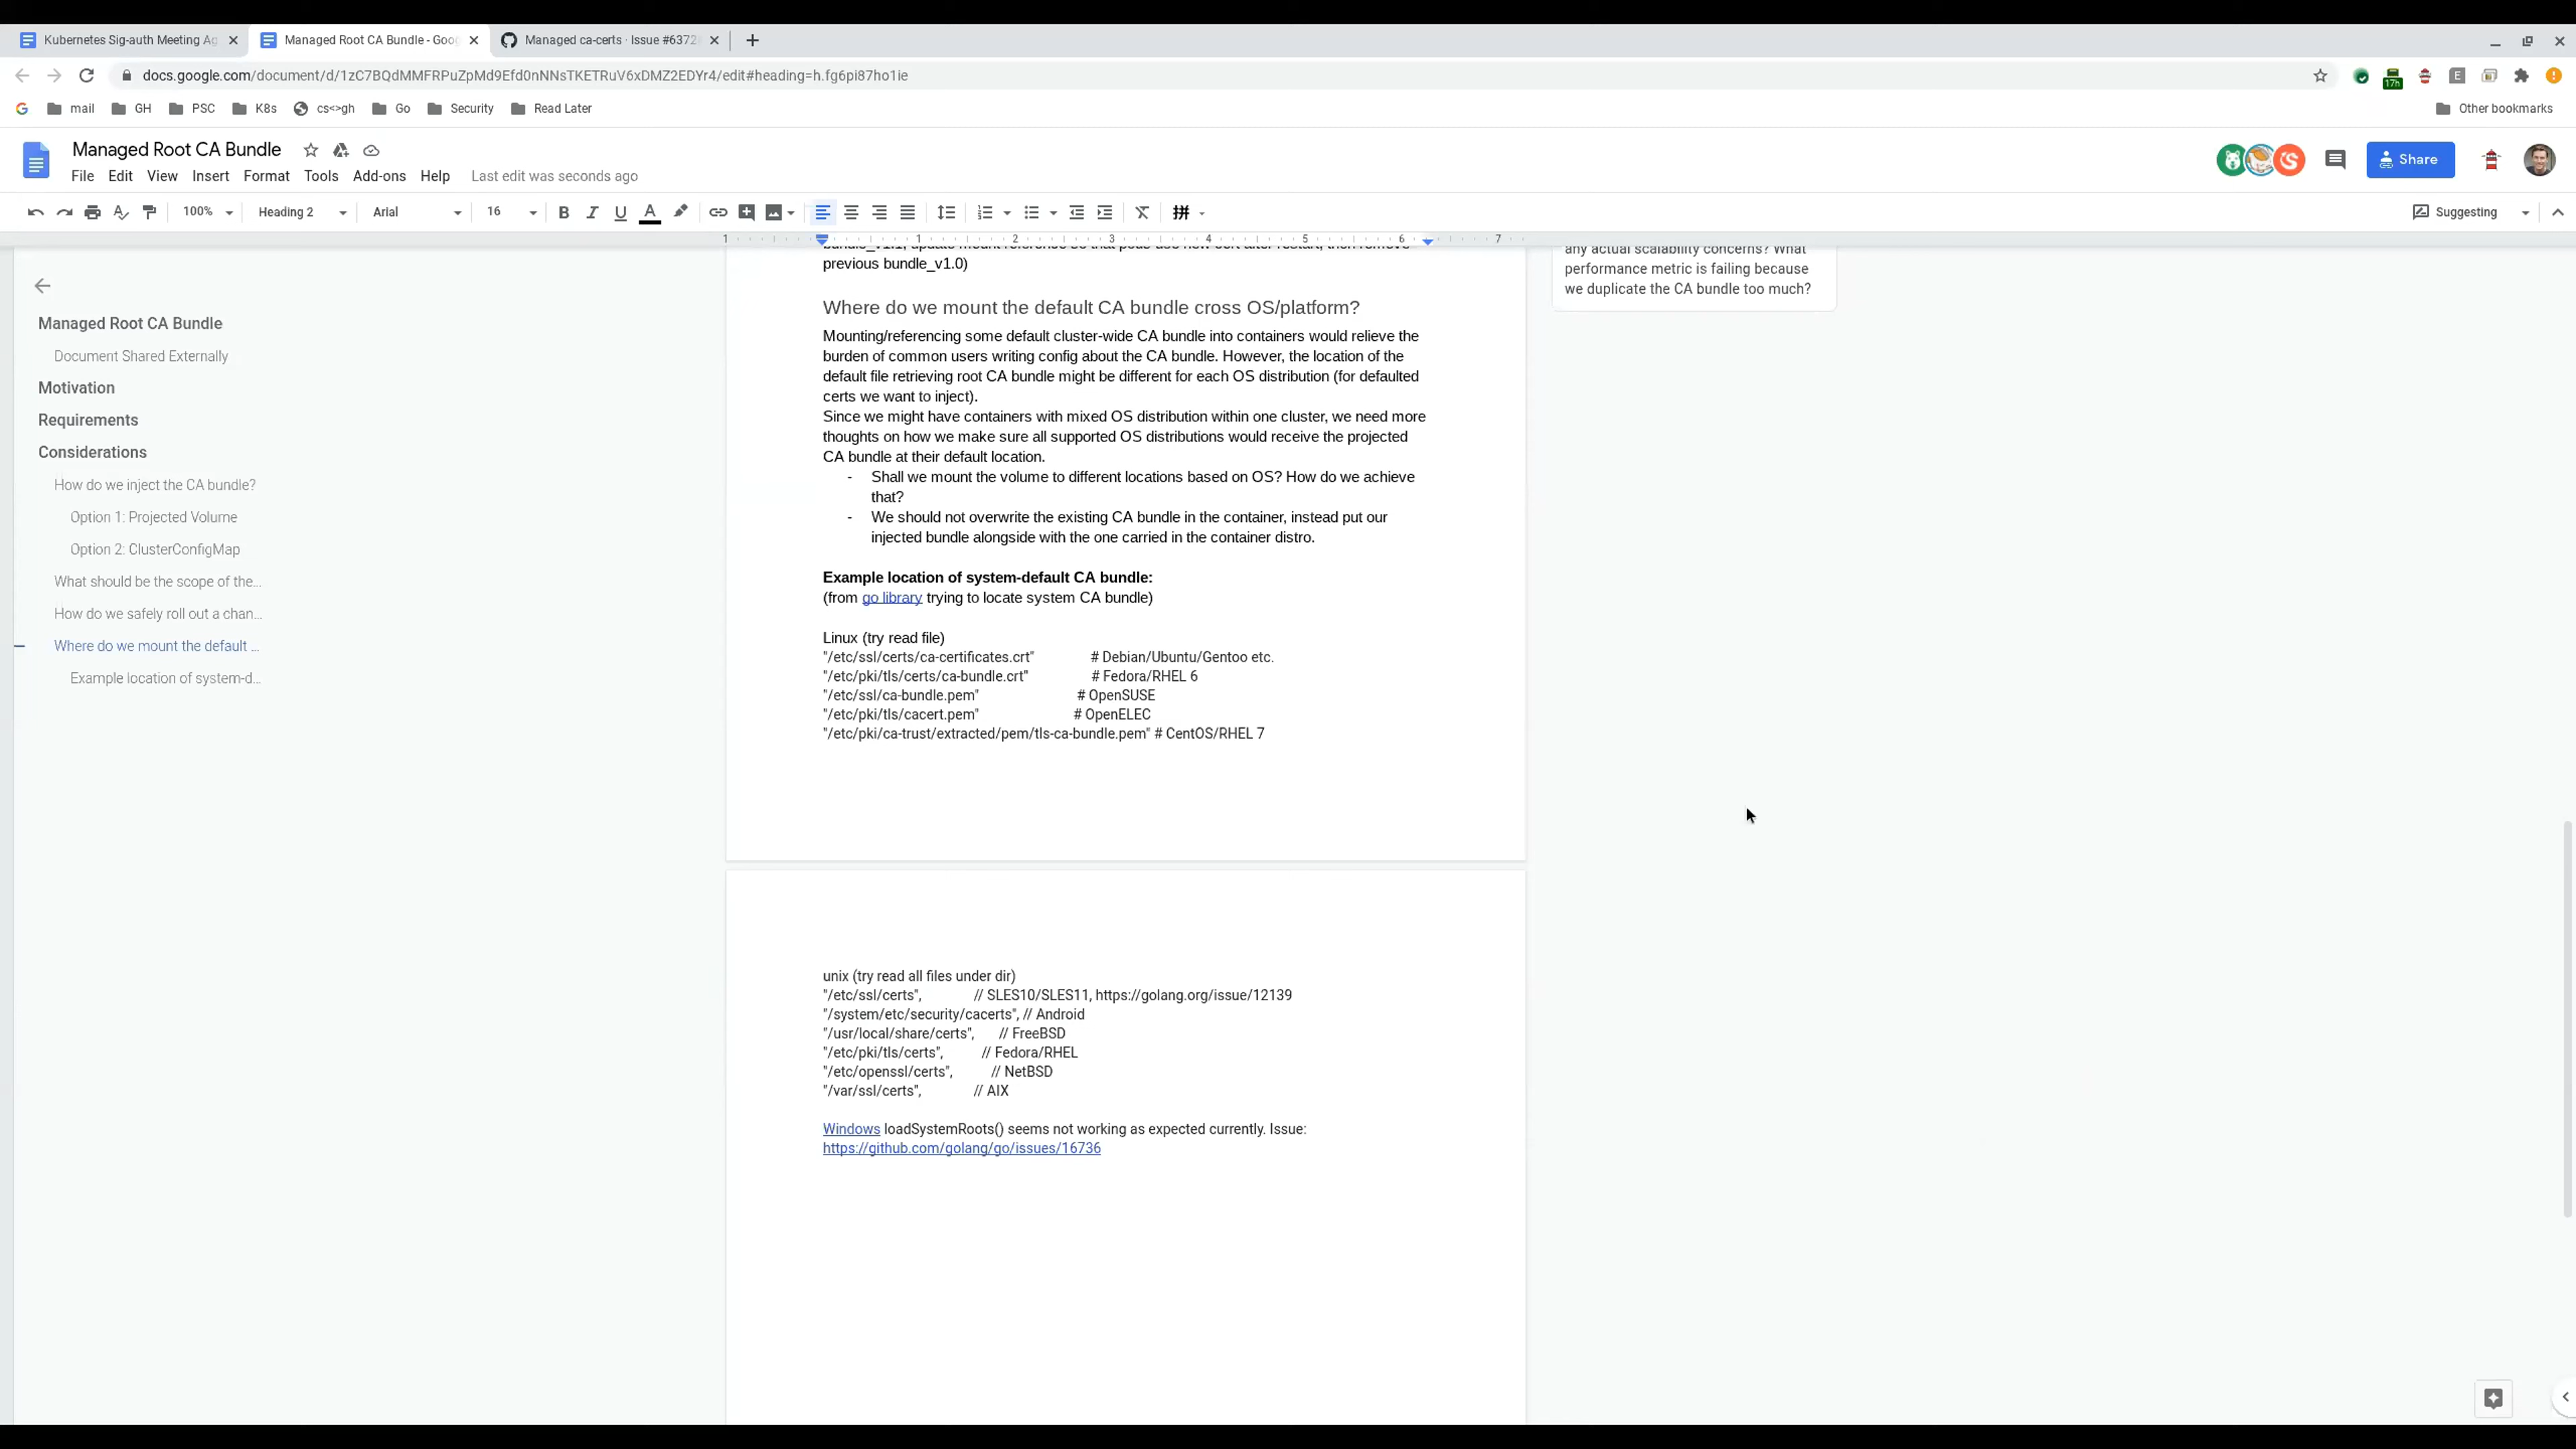 Kubernetes Sig-auth Meeting Ag
Managed Root CA Bundle - Goog
Managed ca-certs · Issue #6372
docs.google.com/document/d/1zC7BQdMMFRPuZpMd9Efd0nNNsTKETRuV6xDMZ2EDYr4/edit#heading=h.fg6pi87ho1ie
17h
G mail GH PSC K8s cs<>gh Go Security Read Later Other bookmarks
Managed Root CA Bundle
File Edit View Insert Format Tools Add-ons Help Last edit was seconds ago
Share
100% Heading 2 Arial 16 B I U A Suggesting
1 1 2 3 4 5 6 7
previous bundle_v1.0)
any actual scalability concerns? What
performance metric is failing because
we duplicate the CA bundle too much?
Managed Root CA Bundle
Document Shared Externally
Motivation
Requirements
Considerations
How do we inject the CA bundle?
Option 1: Projected Volume
Option 2: ClusterConfigMap
What should be the scope of the...
How do we safely roll out a chan...
Where do we mount the default ...
Example location of system-d...
Where do we mount the default CA bundle cross OS/platform?
Mounting/referencing some default cluster-wide CA bundle into containers would relieve the
burden of common users writing config about the CA bundle. However, the location of the
default file retrieving root CA bundle might be different for each OS distribution (for defaulted
certs we want to inject).
Since we might have containers with mixed OS distribution within one cluster, we need more
thoughts on how we make sure all supported OS distributions would receive the projected
CA bundle at their default location.
- Shall we mount the volume to different locations based on OS? How do we achieve
that?
- We should not overwrite the existing CA bundle in the container, instead put our
injected bundle alongside with the one carried in the container distro.
Example location of system-default CA bundle:
(from go library trying to locate system CA bundle)
Linux (try read file)
"/etc/ssl/certs/ca-certificates.crt" # Debian/Ubuntu/Gentoo etc.
"/etc/pki/tls/certs/ca-bundle.crt" # Fedora/RHEL 6
"/etc/ssl/ca-bundle.pem" # OpenSUSE
"/etc/pki/tls/cacert.pem" # OpenELEC
"/etc/pki/ca-trust/extracted/pem/tls-ca-bundle.pem" # CentOS/RHEL 7
unix (try read all files under dir)
"/etc/ssl/certs", // SLES10/SLES11, https://golang.org/issue/12139
"/system/etc/security/cacerts", // Android
"/usr/local/share/certs", // FreeBSD
"/etc/pki/tls/certs", // Fedora/RHEL
"/etc/openssl/certs", // NetBSD
"/var/ssl/certs", // AIX
Windows loadSystemRoots() seems not working as expected currently. Issue:
https://github.com/golang/go/issues/16736